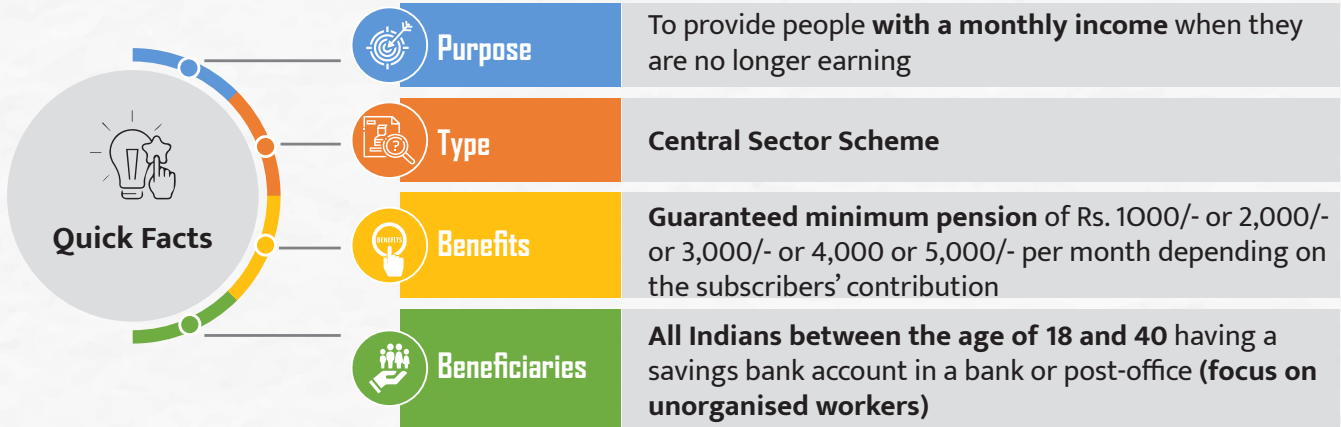 Quick Facts
Purpose
To provide people with a monthly income when they
are no longer earning
Type
Central Sector Scheme
BENEFITS
Benefits
Guaranteed minimum pension of Rs. 1000/- or 2,000/-
or 3,000/- or 4,000 or 5,000/- per month depending on
the subscribers’ contribution
Beneficiaries
All Indians between the age of 18 and 40 having a
savings bank account in a bank or post-office (focus on
unorganised workers)